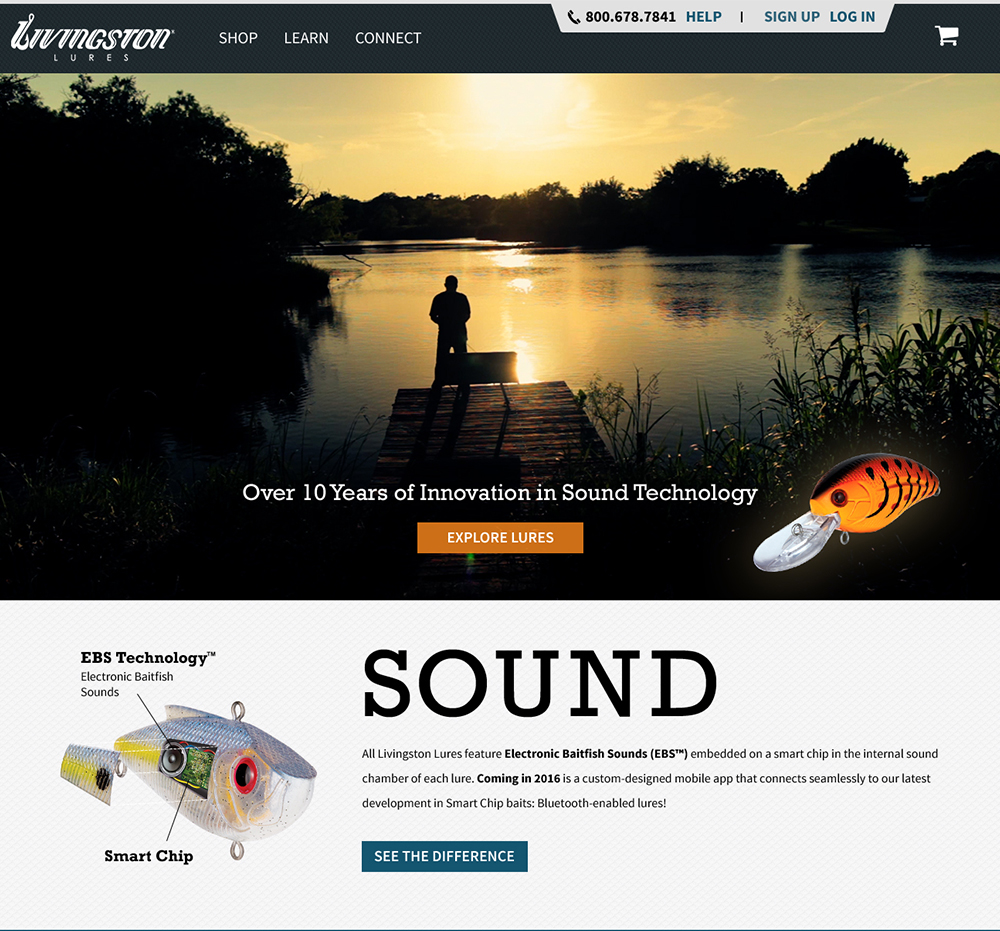 800.678.7841 HELP | SIGN UP LOG IN
LIVINGSTON
LURES
SHOP LEARN CONNECT
Over 10 Years of Innovation in Sound Technology
EXPLORE LURES
EBS Technology™
Electronic Baitfish
Sounds
Smart Chip
SOUND
All Livingston Lures feature Electronic Baitfish Sounds (EBS™) embedded on a smart chip in the internal sound
chamber of each lure. Coming in 2016 is a custom-designed mobile app that connects seamlessly to our latest
development in Smart Chip baits: Bluetooth-enabled lures!
SEE THE DIFFERENCE